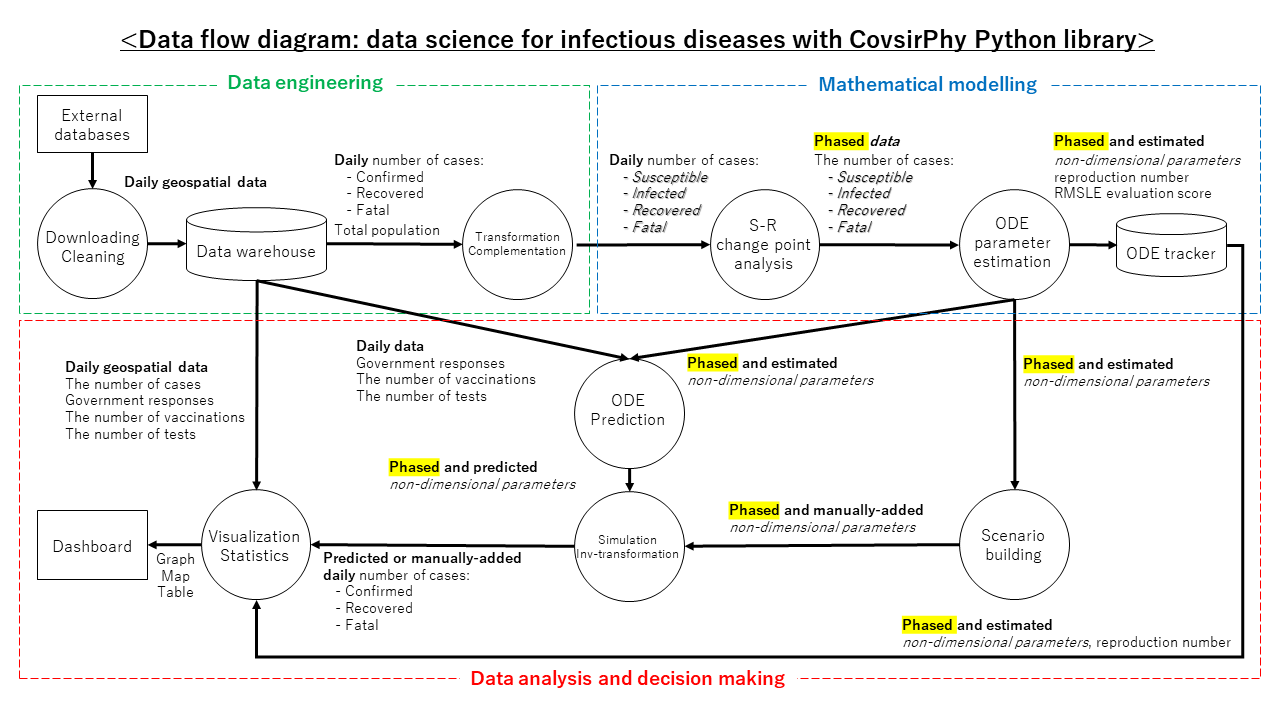 <Data flow diagram: data science for infectious diseases with CovsirPhy Python library>
Data engineering
External
databases
Daily geospatial data
Downloading
Cleaning
Data warehouse
Daily number of cases:
- Confirmed
- Recovered
- Fatal
Total population
Transformation
Complementation
Mathematical modelling
Daily number of cases:
- Susceptible
- Infected
- Recovered
- Fatal
S-R
change point
analysis
Phased data
The number of cases:
- Susceptible
- Infected
- Recovered
- Fatal
ODE
parameter
estimation
Phased and estimated
non-dimensional parameters
reproduction number
RMSLE evaluation score
ODE tracker
Daily geospatial data
The number of cases
Government responses
The number of vaccinations
The number of tests
Daily data
Government responses
The number of vaccinations
The number of tests
ODE
Prediction
Phased and estimated
non-dimensional parameters
Phased and estimated
non-dimensional parameters
Phased and predicted
non-dimensional parameters
Dashboard
Graph
Map
Table
Visualization
Statistics
Predicted or manually-added
daily number of cases:
- Confirmed
- Recovered
- Fatal
Simulation
Inv-transformation
Phased and manually-added
non-dimensional parameters
Scenario
building
Phased and estimated
non-dimensional parameters, reproduction number
Data analysis and decision making